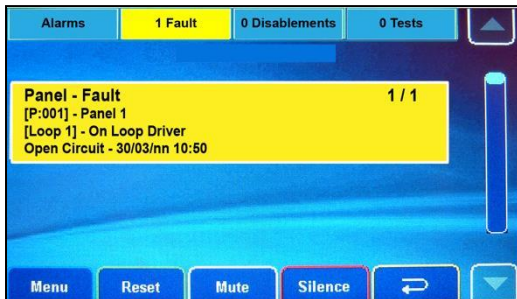 Alarms
1 Fault
0 Disablements
0 Tests
Panel - Fault 1 / 1
[P:001] - Panel 1
[Loop 1] - On Loop Driver
Open Circuit - 30/03/nn 10:50
Menu
Reset
Mute
Silence